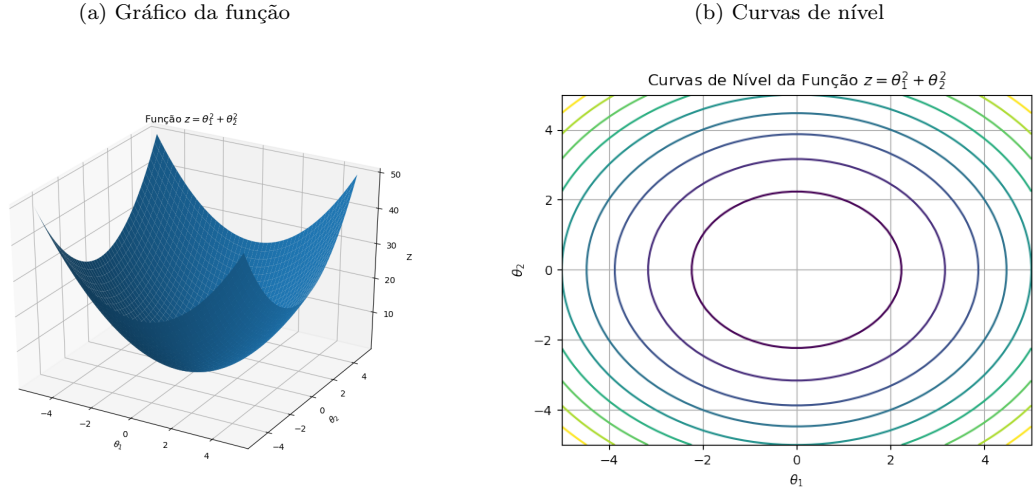 (a) Gráfico da função
(b) Curvas de nível
Função z = θ₁² + θ₂²
50
40
30
20
10
z
−4
−2
0
2
4
θ₁
−4
−2
0
2
4
θ₂
Curvas de Nível da Função z = θ₁² + θ₂²
4
2
0
−2
−4
θ₂
−4
−2
0
2
4
θ₁